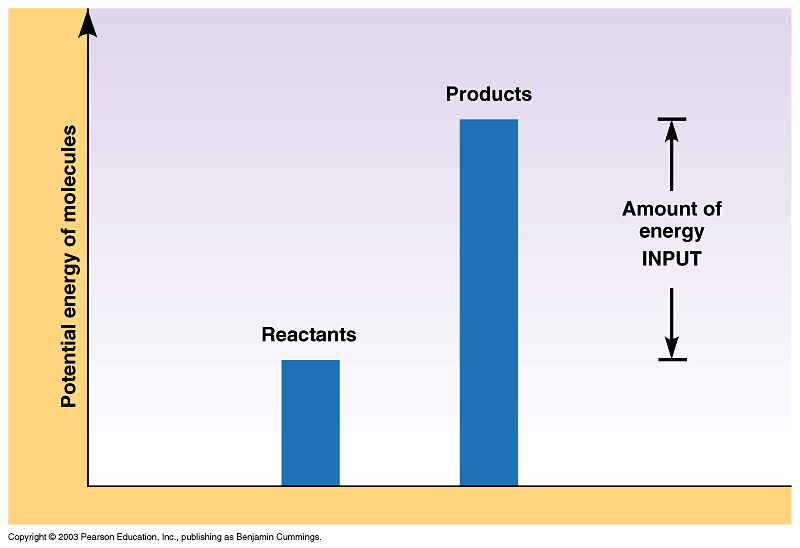 Products
Amount of
energy
INPUT
Reactants
Potential energy of molecules
Copyright © 2003 Pearson Education, Inc., publishing as Benjamin Cummings.